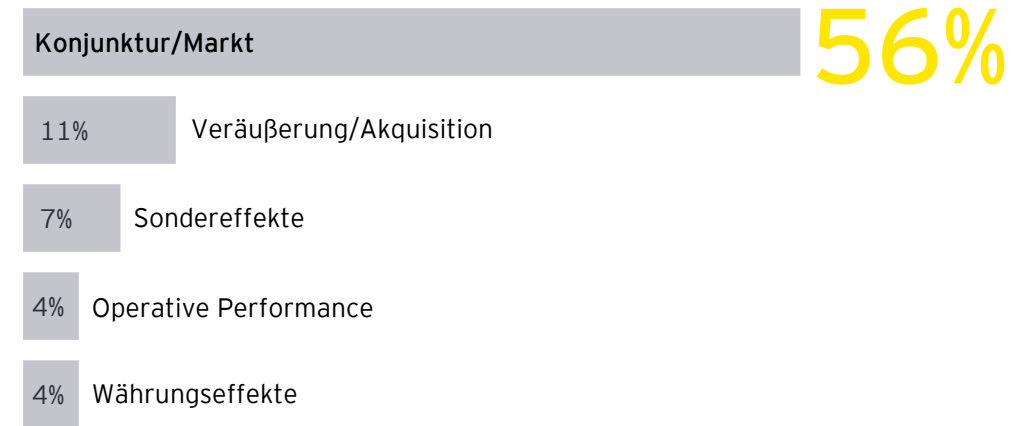 Konjunktur/Markt 56%
11% Veräußerung/Akquisition
7% Sondereffekte
4% Operative Performance
4% Währungseffekte